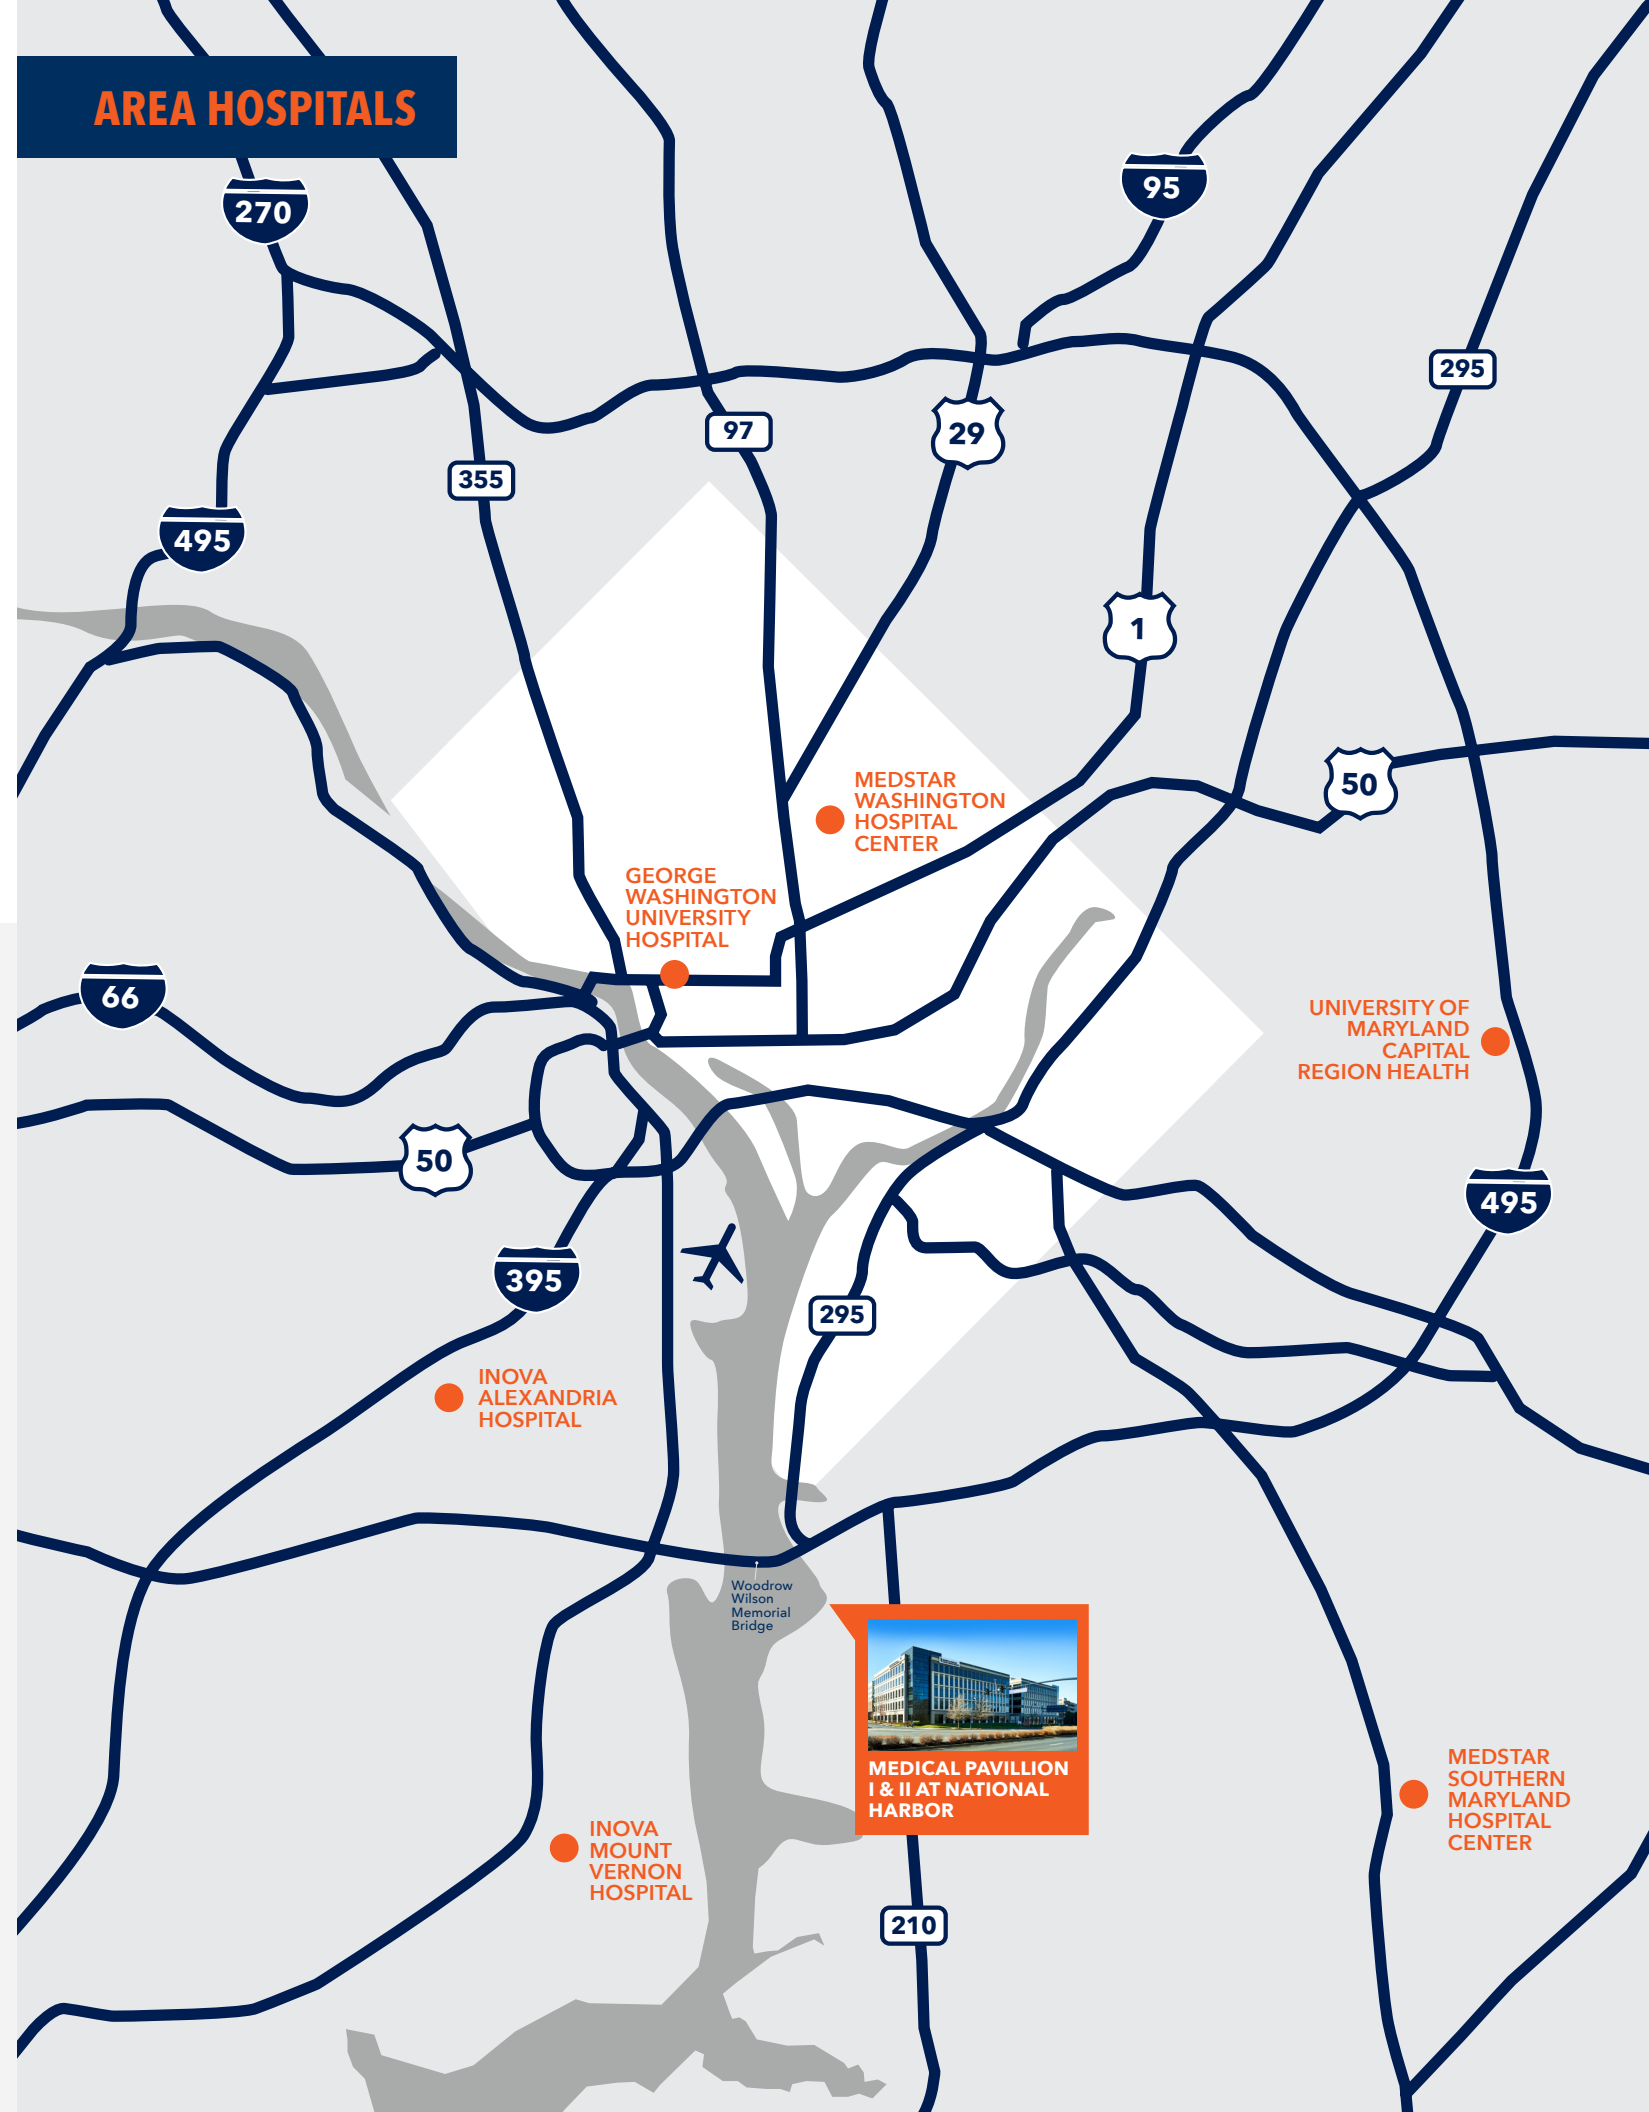 AREA HOSPITALS
270
95
295
97
29
355
495
1
50
MEDSTAR
WASHINGTON
HOSPITAL
CENTER
GEORGE
WASHINGTON
UNIVERSITY
HOSPITAL
66
UNIVERSITY OF
MARYLAND
CAPITAL
REGION HEALTH
50
495
395
295
INOVA
ALEXANDRIA
HOSPITAL
Woodrow
Wilson
Memorial
Bridge
MEDICAL PAVILLION
I & II AT NATIONAL
HARBOR
MEDSTAR
SOUTHERN
MARYLAND
HOSPITAL
CENTER
INOVA
MOUNT
VERNON
HOSPITAL
210